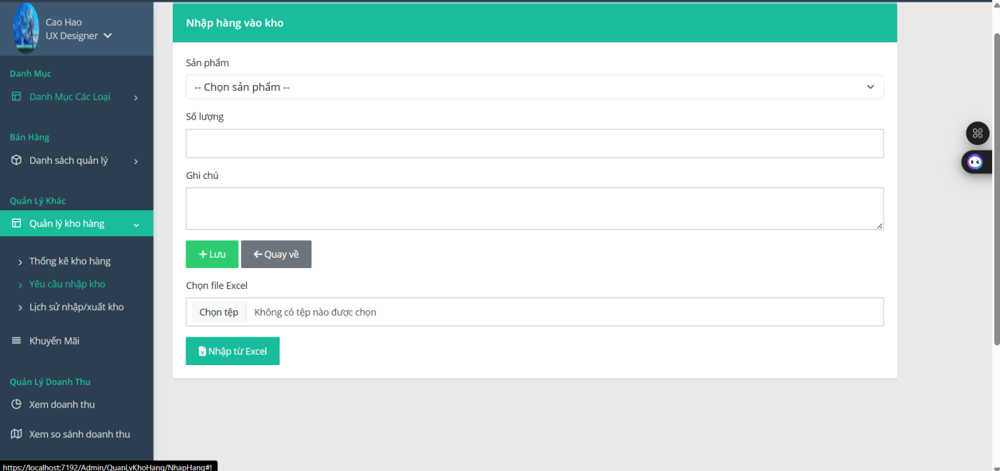 Cao Hao
UX Designer
Danh Mục
Danh Mục Các Loại
Bán Hàng
Danh sách quản lý
Quản Lý Khác
Quản lý kho hàng
Thống kê kho hàng
Yêu cầu nhập kho
Lịch sử nhập/xuất kho
Khuyến Mãi
Quản Lý Doanh Thu
Xem doanh thu
Xem so sánh doanh thu
https://localhost:7192/Admin/QuanLyKhoHang/NhapHang#!
Nhập hàng vào kho
Sản phẩm
-- Chọn sản phẩm --
Số lượng
Ghi chú
+ Lưu
Quay về
Chọn file Excel
Chọn tệp Không có tệp nào được chọn
Nhập từ Excel